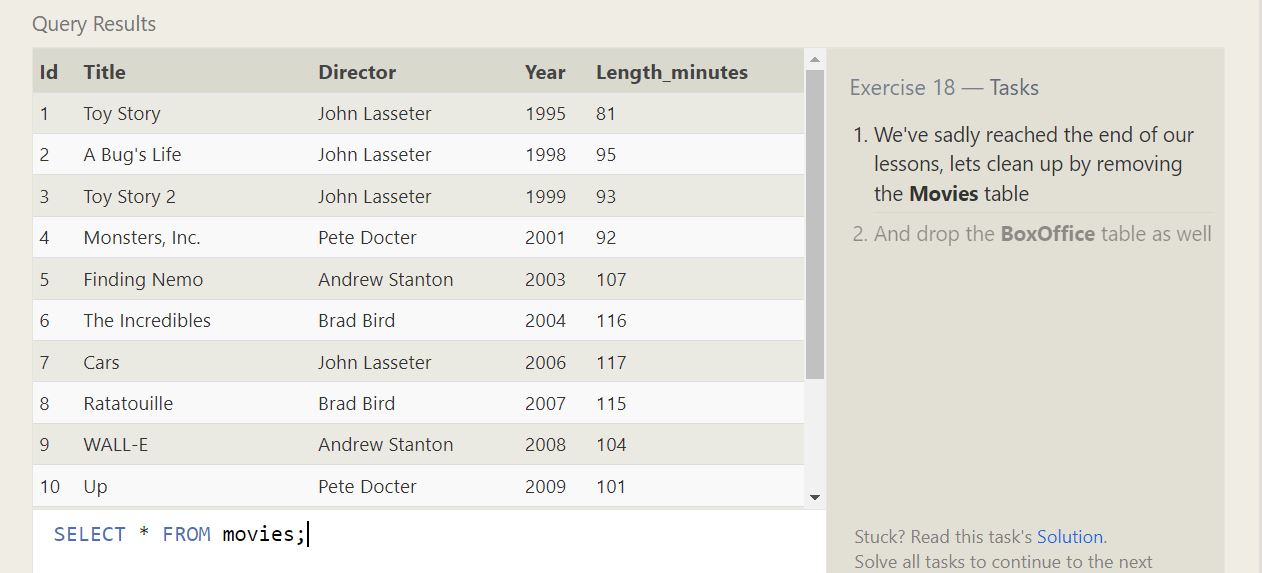 Query Results
Id Title Director Year Length_minutes
1 Toy Story John Lasseter 1995 81
2 A Bug's Life John Lasseter 1998 95
3 Toy Story 2 John Lasseter 1999 93
4 Monsters, Inc. Pete Docter 2001 92
5 Finding Nemo Andrew Stanton 2003 107
6 The Incredibles Brad Bird 2004 116
7 Cars John Lasseter 2006 117
8 Ratatouille Brad Bird 2007 115
9 WALL-E Andrew Stanton 2008 104
10 Up Pete Docter 2009 101
SELECT * FROM movies;
Exercise 18 — Tasks
1. We've sadly reached the end of our
lessons, lets clean up by removing
the Movies table
2. And drop the BoxOffice table as well
Stuck? Read this task's Solution.
Solve all tasks to continue to the next